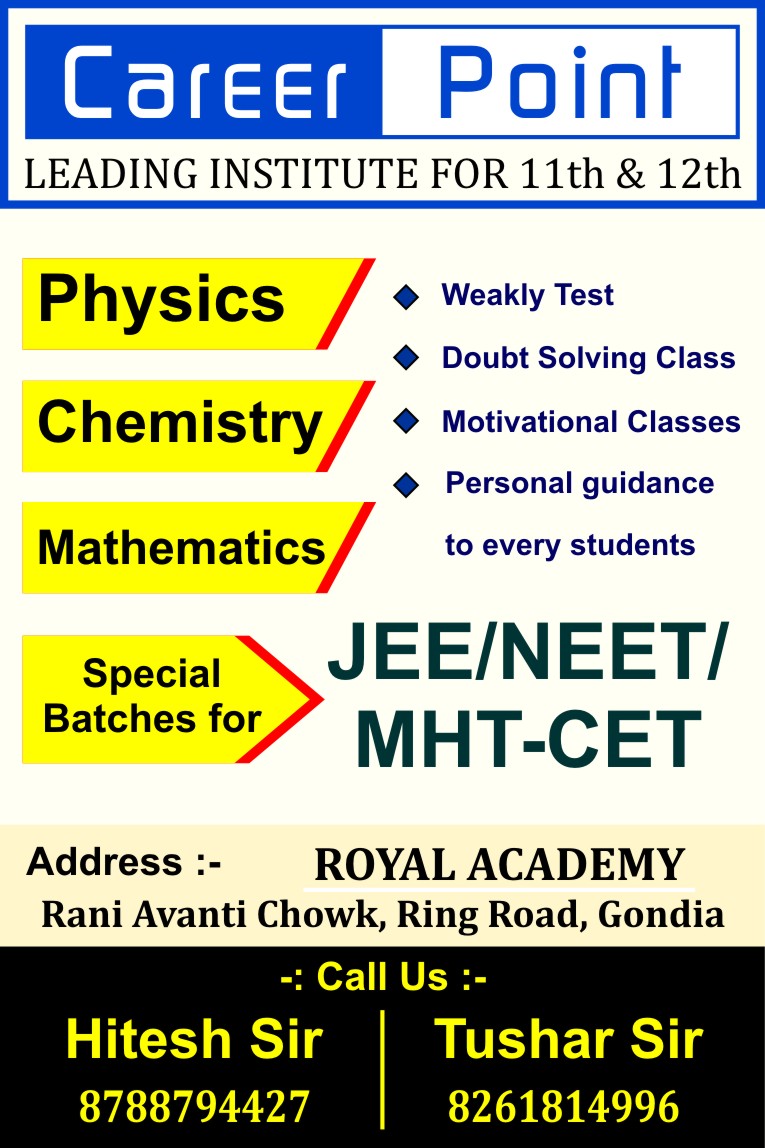 Career Point
LEADING INSTITUTE FOR 11th & 12th
Physics
Chemistry
Mathematics
Weakly Test
Doubt Solving Class
Motivational Classes
Personal guidance
to every students
Special
Batches for
JEE/NEET/
MHT-CET
Address :- ROYAL ACADEMY
Rani Avanti Chowk, Ring Road, Gondia
-: Call Us :-
Hitesh Sir
8788794427
Tushar Sir
8261814996